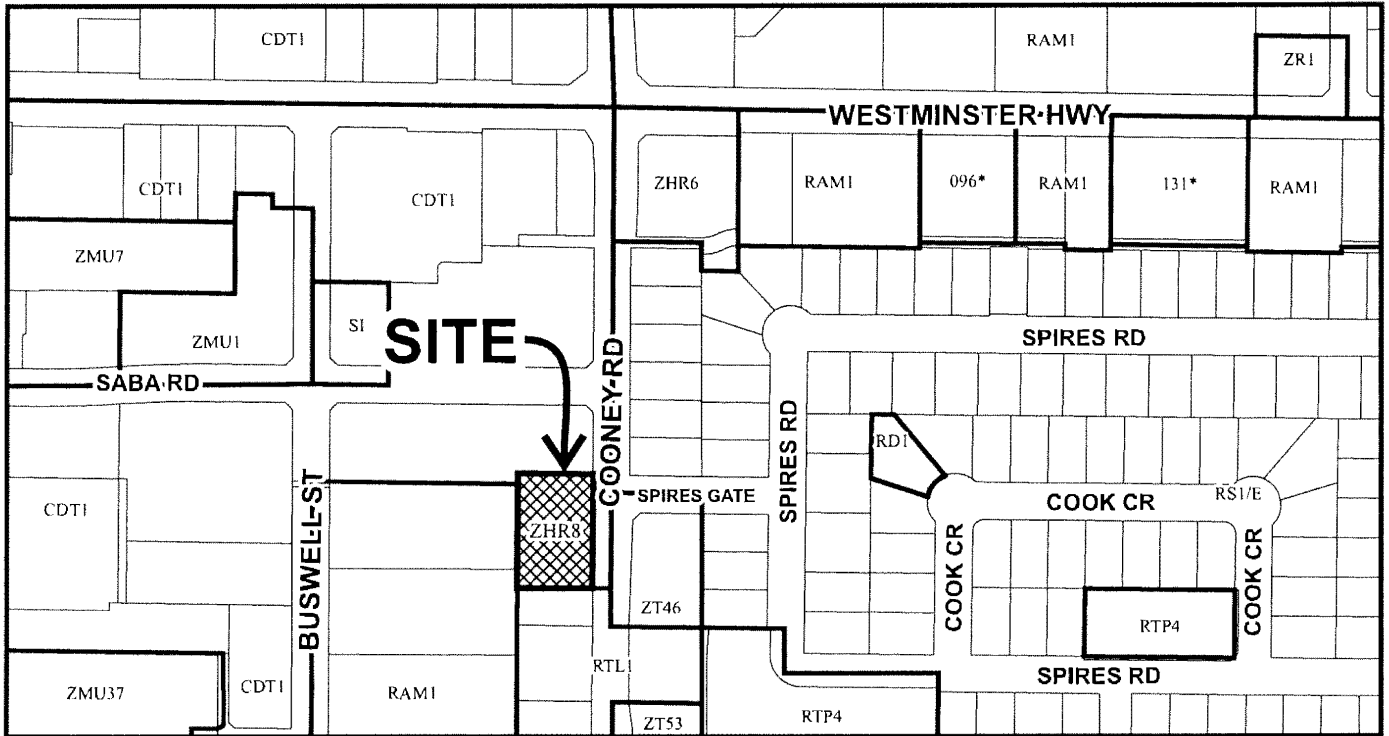 CDT1
RAM1
ZR1
WESTMINSTER HWY
CDT1
CDT1
ZHR6
RAM1
096*
RAM1
131*
RAM1
ZMU7
ZMU1
SI
SITE
SPIRES RD
SABA RD
COONEY RD
SPIRES RD
RD1
CDT1
BUSWELL ST
ZHR8
SPIRES GATE
COOK CR
RS1/E
COOK CR
COOK CR
ZT46
RTP4
ZMU37
CDT1
RAM1
RTL1
ZT53
RTP4
SPIRES RD